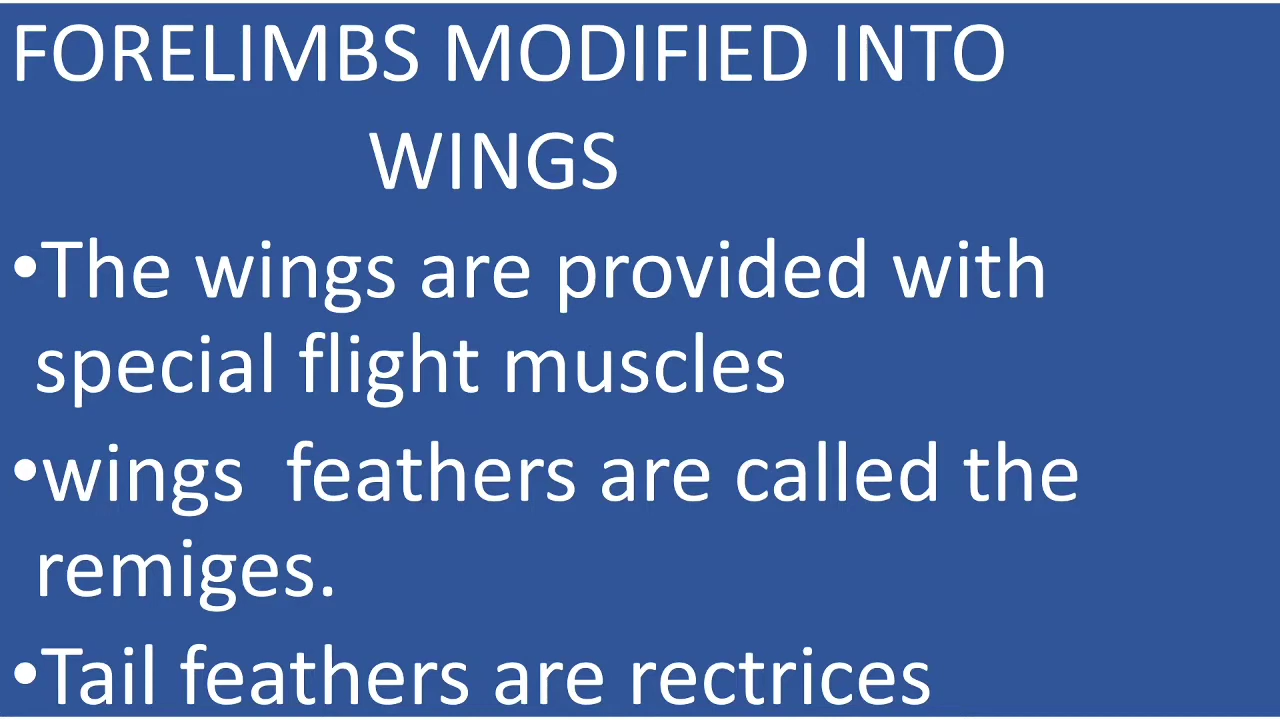 FORELIMBS MODIFIED INTO
WINGS
•The wings are provided with
special flight muscles
•wings  feathers are called the
remiges.
•Tail feathers are rectrices